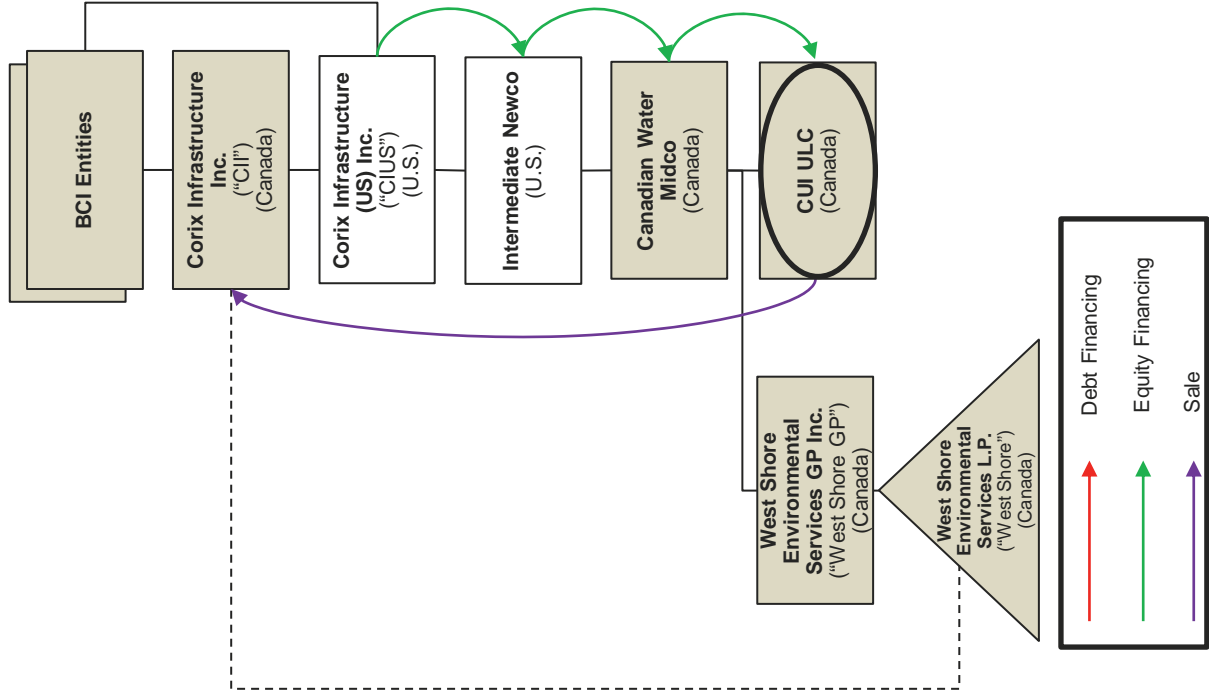 BCI Entities
Corix Infrastructure
Inc.
(“CII”)
(Canada)
Corix Infrastructure
(US) Inc.
(“CIUS”)
(U.S.)
Intermediate Newco
(U.S.)
Canadian Water
Midco
(Canada)
CUI ULC
(Canada)
West Shore
Environmental
Services GP Inc.
(“West Shore GP”)
(Canada)
West Shore
Environmental
Services L.P.
(“West Shore”)
(Canada)
Debt Financing
Equity Financing
Sale